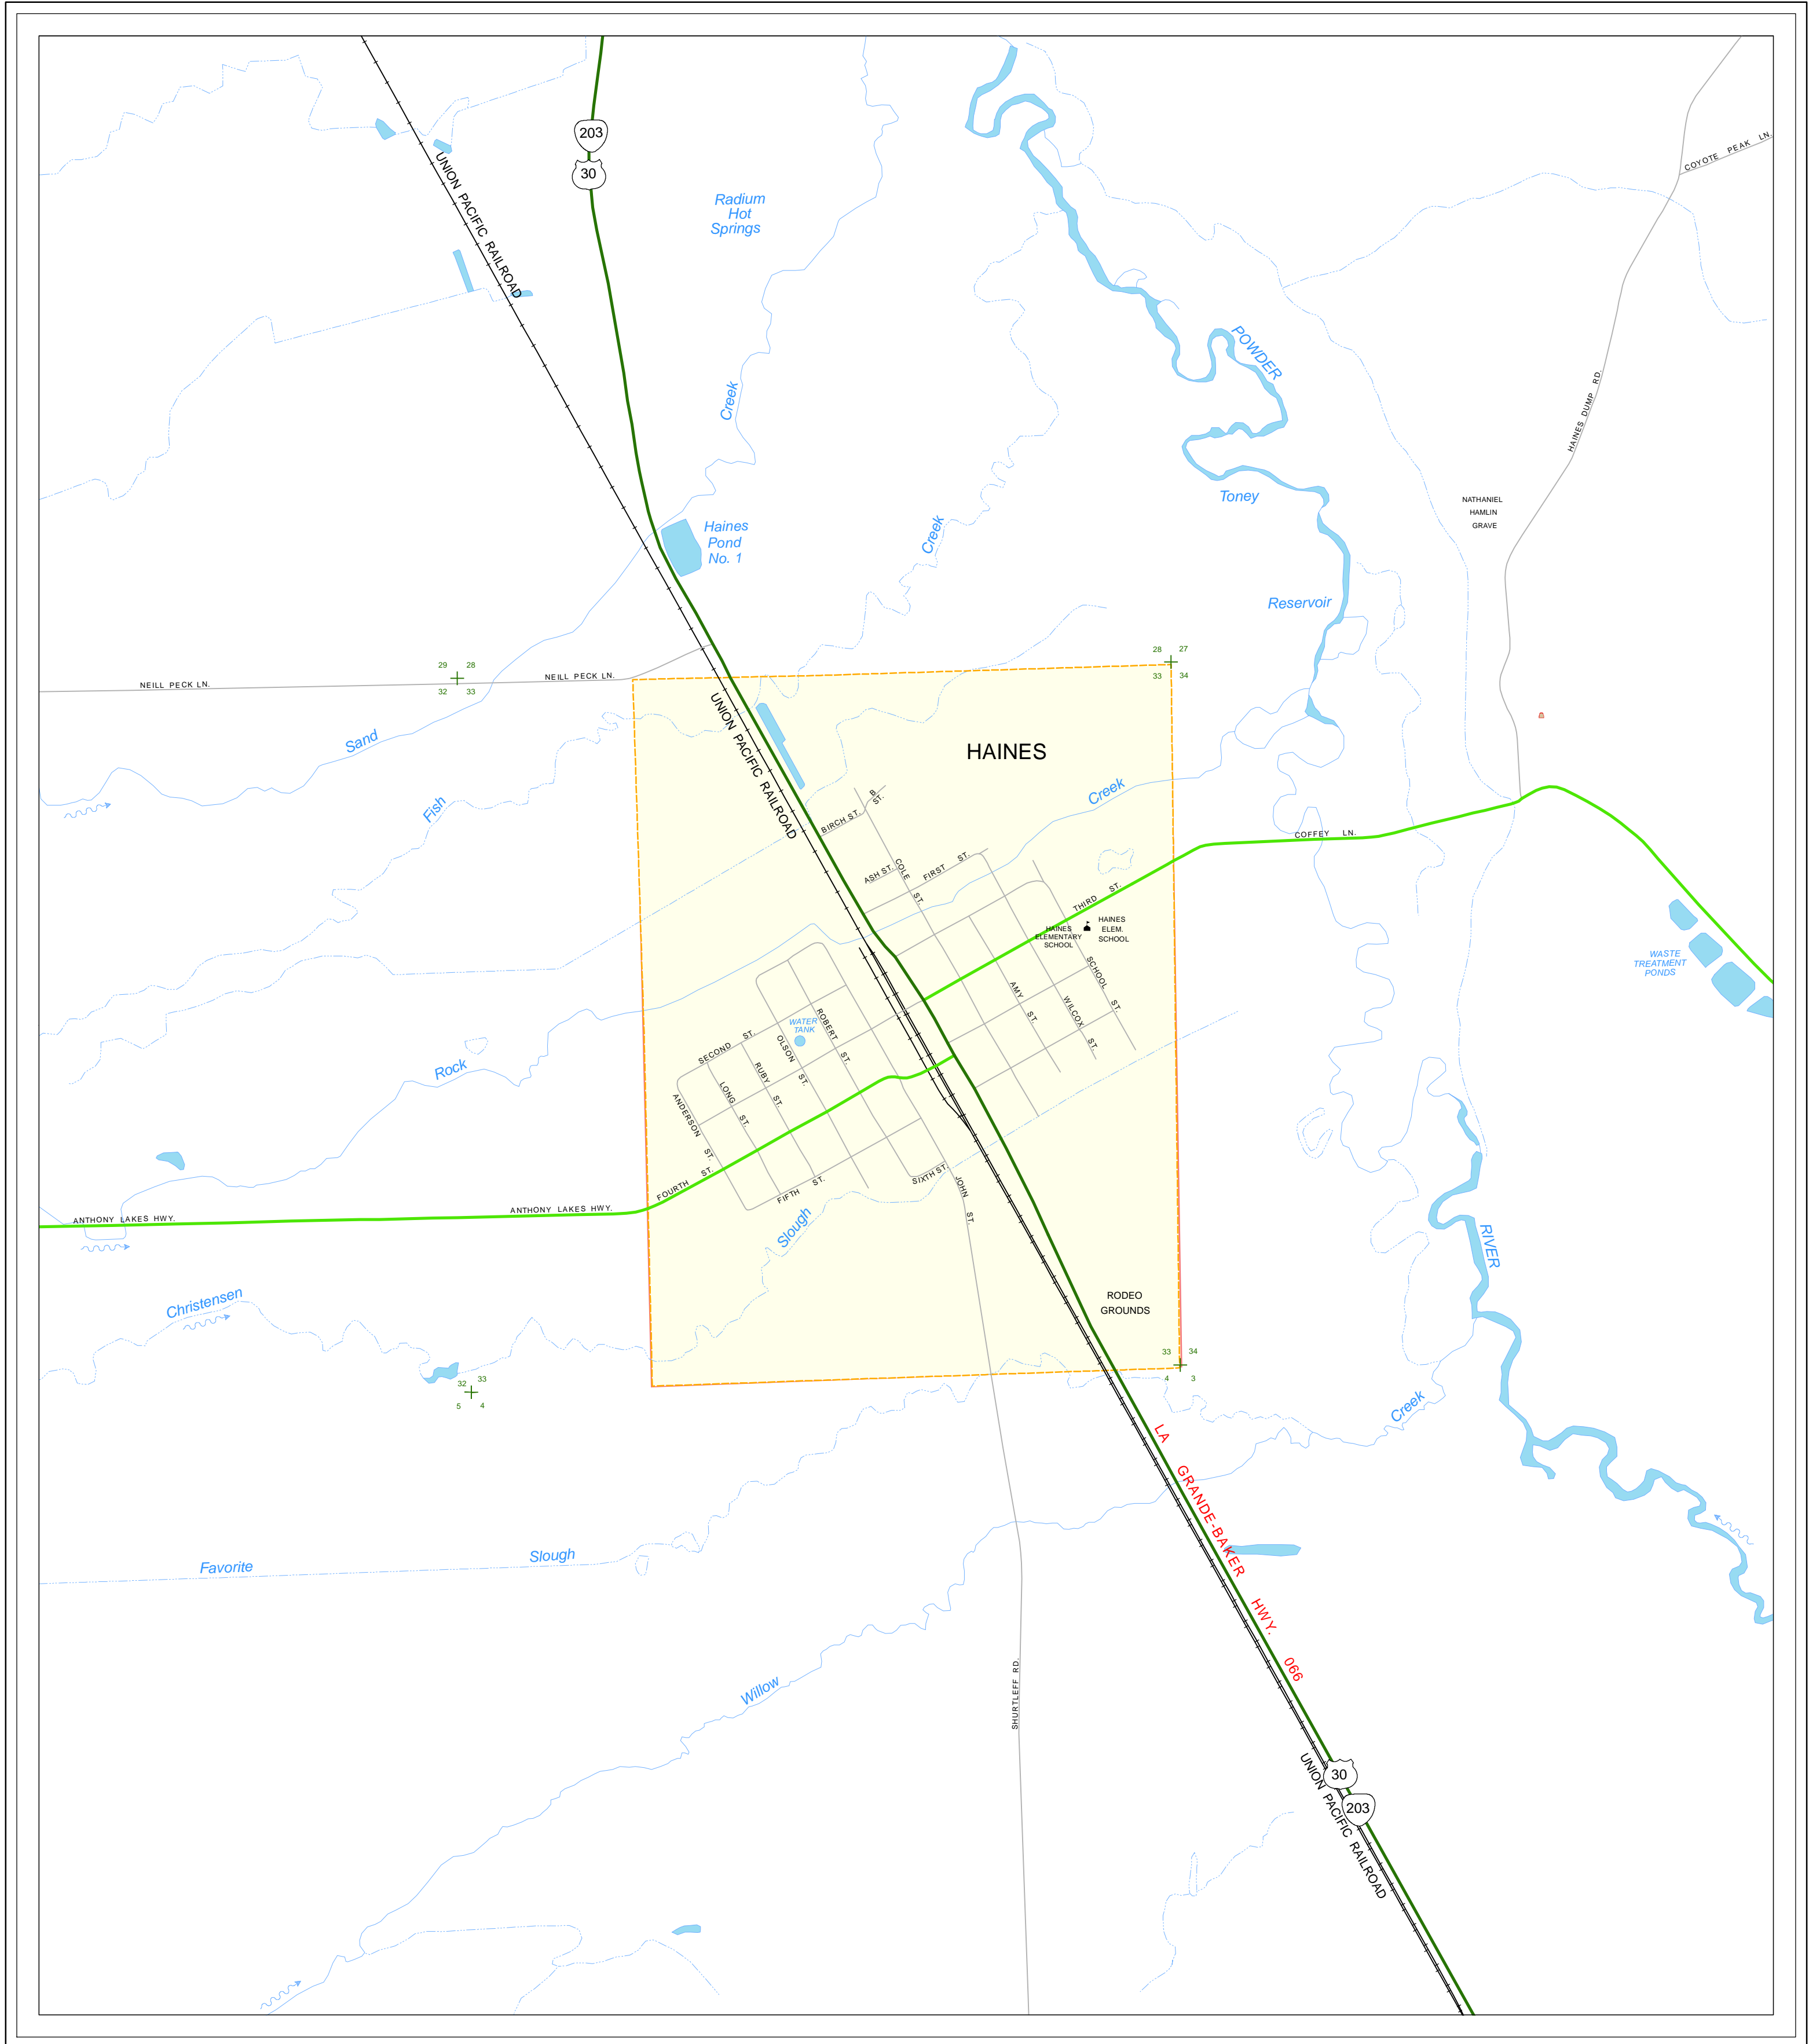 203
30
UNION PACIFIC RAILROAD
Radium
Hot
Springs
COYOTE PEAK LN.
POWDER
Creek
HAINES DUMP RD.
Toney
NATHANIEL
HAMLIN
GRAVE
Haines
Pond
No. 1
Creek
Reservoir
29 28
32 33
28 27
33 34
NEILL PECK LN.
NEILL PECK LN.
UNION PACIFIC RAILROAD
Sand
HAINES
Fish
Creek
B
ST.
BIRCH ST.
COFFEY LN.
ASH ST.
COLE ST.
FIRST ST.
THIRD ST.
HAINES
ELEMENTARY
SCHOOL
HAINES
ELEM.
SCHOOL
WASTE
TREATMENT
PONDS
SCHOOL ST.
AMY ST.
WILCOX ST.
WATER
TANK
ROBERT ST.
OLSON ST.
SECOND ST.
RUBY ST.
LONG ST.
ANDERSON ST.
Rock
FOURTH ST.
FIFTH ST.
SIXTH ST.
JOHN ST.
ANTHONY LAKES HWY.
ANTHONY LAKES HWY.
Slough
RIVER
Christensen
RODEO
GROUNDS
33 34
4 3
32 33
5 4
Creek
LA GRANDE-BAKER HWY. 066
Favorite
Slough
Willow
SHURTLEFF RD.
30
203
UNION PACIFIC RAILROAD